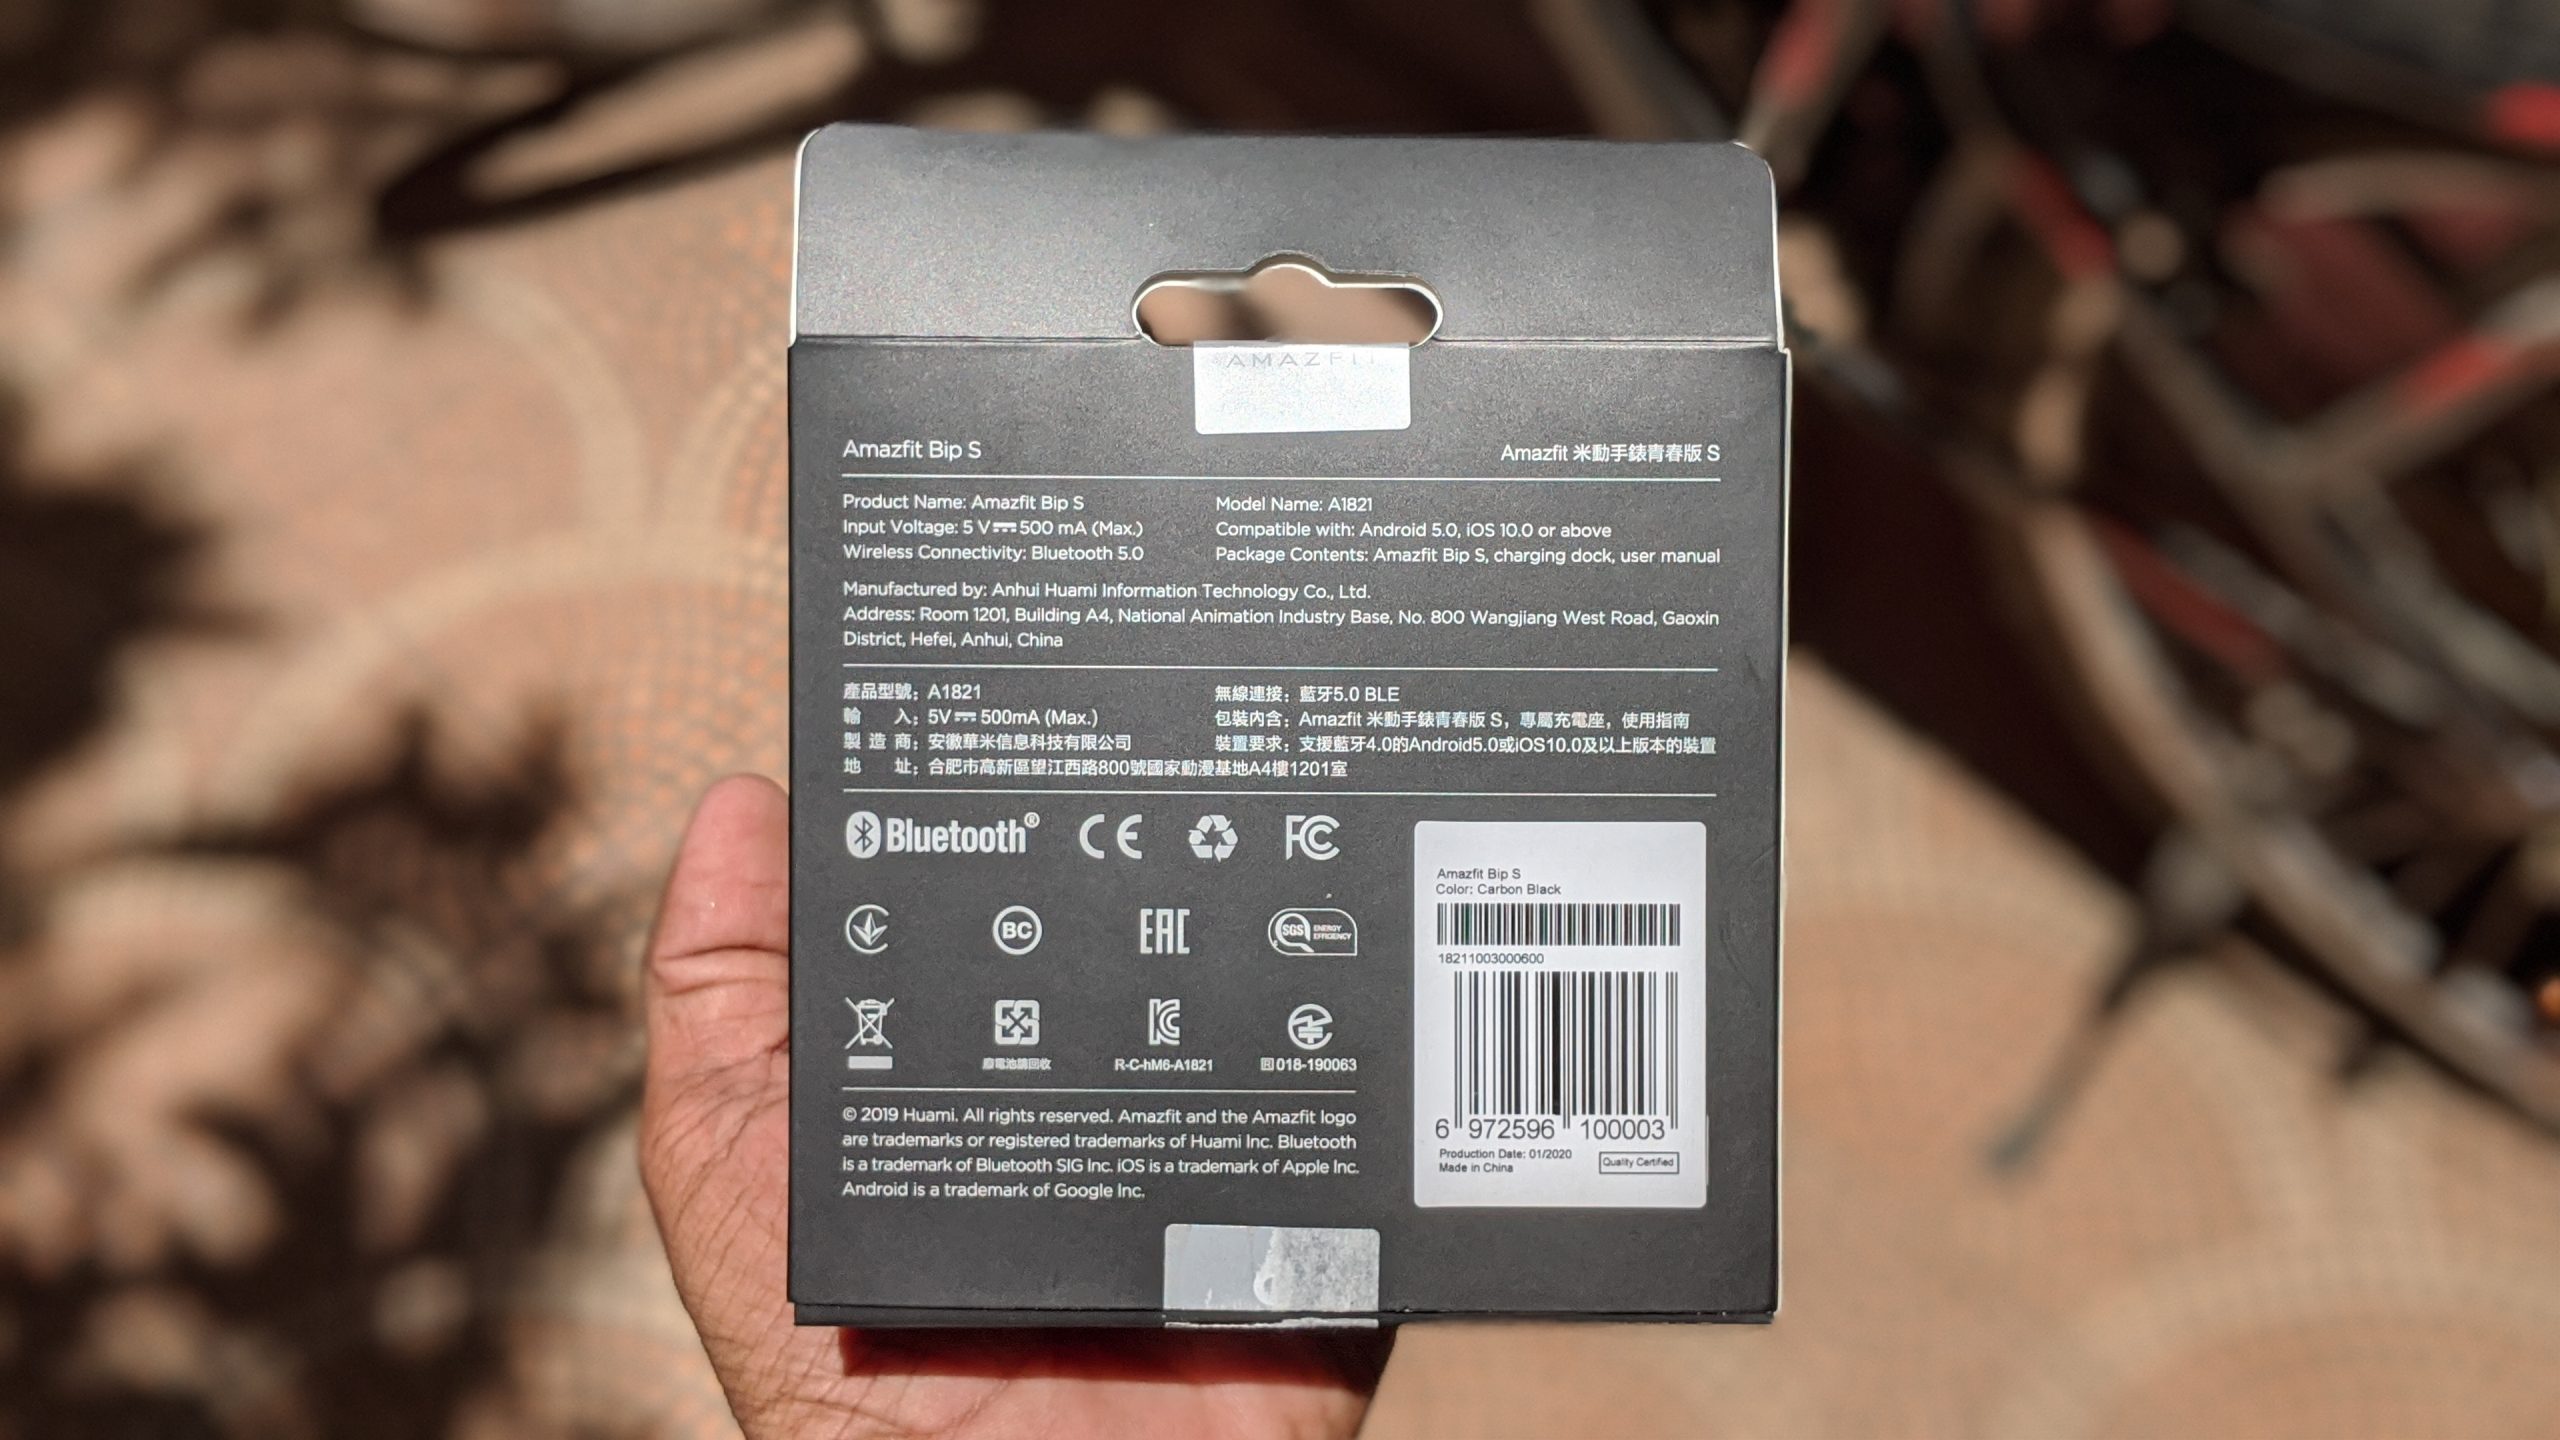 AMAZFIT
Amazfit Bip S
Amazfit 米動手錶青春版 S
Product Name: Amazfit Bip S
Input Voltage: 5 V⎓500 mA (Max.)
Wireless Connectivity: Bluetooth 5.0
Model Name: A1821
Compatible with: Android 5.0, iOS 10.0 or above
Package Contents: Amazfit Bip S, charging dock, user manual
Manufactured by: Anhui Huami Information Technology Co., Ltd.
Address: Room 1201, Building A4, National Animation Industry Base, No. 800 Wangjiang West Road, Gaoxin
District, Hefei, Anhui, China
產品型號：A1821
輸 入：5V⎓ 500mA (Max.)
製 造 商：安徽華米信息科技有限公司
地 址：合肥市高新區望江西路800號國家動漫基地A4樓1201室
無線連接：藍牙5.0 BLE
包裝內含：Amazfit 米動手錶青春版 S，專屬充電座，使用指南
裝置要求：支援藍牙4.0的Android5.0或iOS10.0及以上版本的裝置
Bluetooth®
CE
FC
BC
EAC
SGS ENERGY
EFFICIENCY
廢電池請回收
KC
R-C-hM6-A1821
R 018-190063
© 2019 Huami. All rights reserved. Amazfit and the Amazfit logo
are trademarks or registered trademarks of Huami Inc. Bluetooth
is a trademark of Bluetooth SIG Inc. iOS is a trademark of Apple Inc.
Android is a trademark of Google Inc.
Amazfit Bip S
Color: Carbon Black
18211003000600
6 972596 100003
Production Date: 01/2020
Made in China
Quality Certified